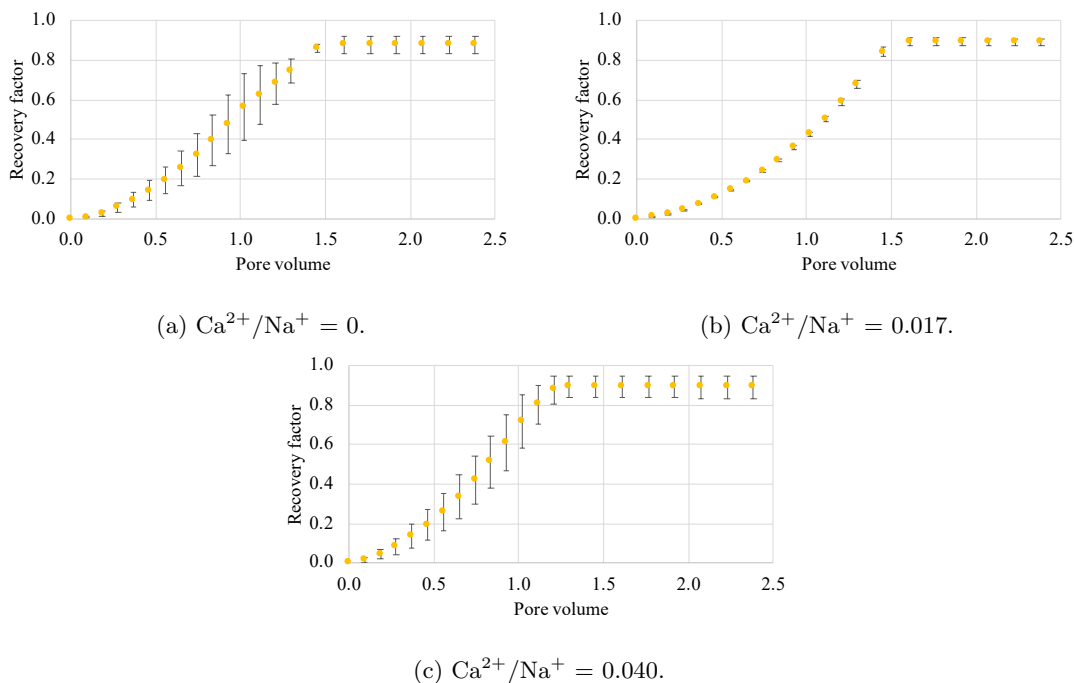 1.0
0.8
0.6
0.4
0.2
0.0
Recovery factor
0.0 0.5 1.0 1.5 2.0 2.5
Pore volume
(a) Ca²⁺/Na⁺ = 0.
1.0
0.8
0.6
0.4
0.2
0.0
Recovery factor
0.0 0.5 1.0 1.5 2.0 2.5
Pore volume
(b) Ca²⁺/Na⁺ = 0.017.
1.0
0.8
0.6
0.4
0.2
0.0
Recovery factor
0.0 0.5 1.0 1.5 2.0 2.5
Pore volume
(c) Ca²⁺/Na⁺ = 0.040.